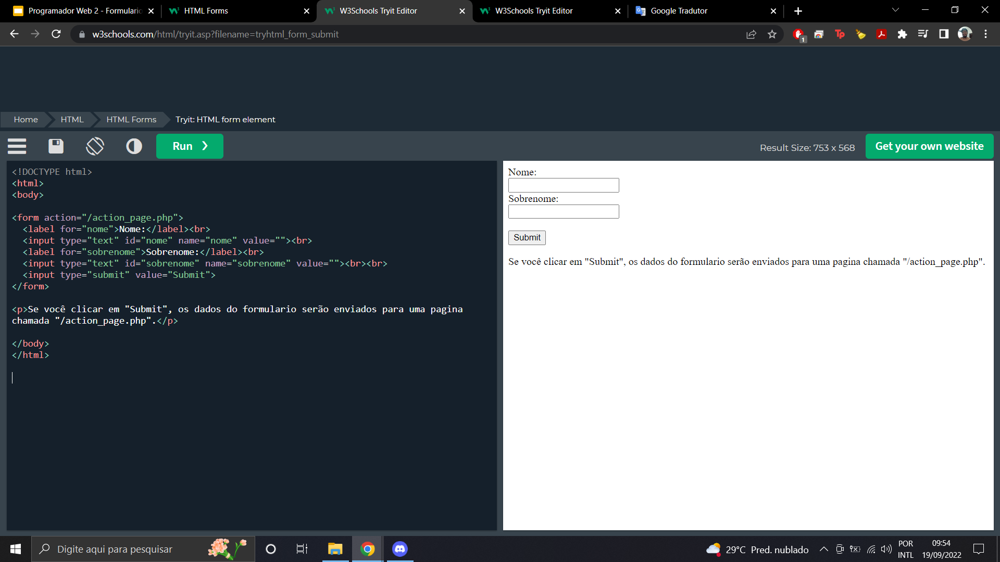 Programador Web 2 - Formulario
HTML Forms
W3Schools Tryit Editor
W3Schools Tryit Editor
Google Tradutor
w3schools.com/html/tryit.asp?filename=tryhtml_form_submit
1
Home
HTML
HTML Forms
Tryit: HTML form element
Run ❯
Result Size: 753 x 568
Get your own website
<!DOCTYPE html>
<html>
<body>
<form action="/action_page.php">
  <label for="nome">Nome:</label><br>
  <input type="text" id="nome" name="nome" value=""><br>
  <label for="sobrenome">Sobrenome:</label><br>
  <input type="text" id="sobrenome" name="sobrenome" value=""><br><br>
  <input type="submit" value="Submit">
</form>
<p>Se você clicar em "Submit", os dados do formulario serão enviados para uma pagina
chamada "/action_page.php".</p>
</body>
</html>
Nome:
Sobrenome:
Submit
Se você clicar em "Submit", os dados do formulario serão enviados para uma pagina chamada "/action_page.php".
Digite aqui para pesquisar
29°C Pred. nublado
POR
INTL
09:54
19/09/2022